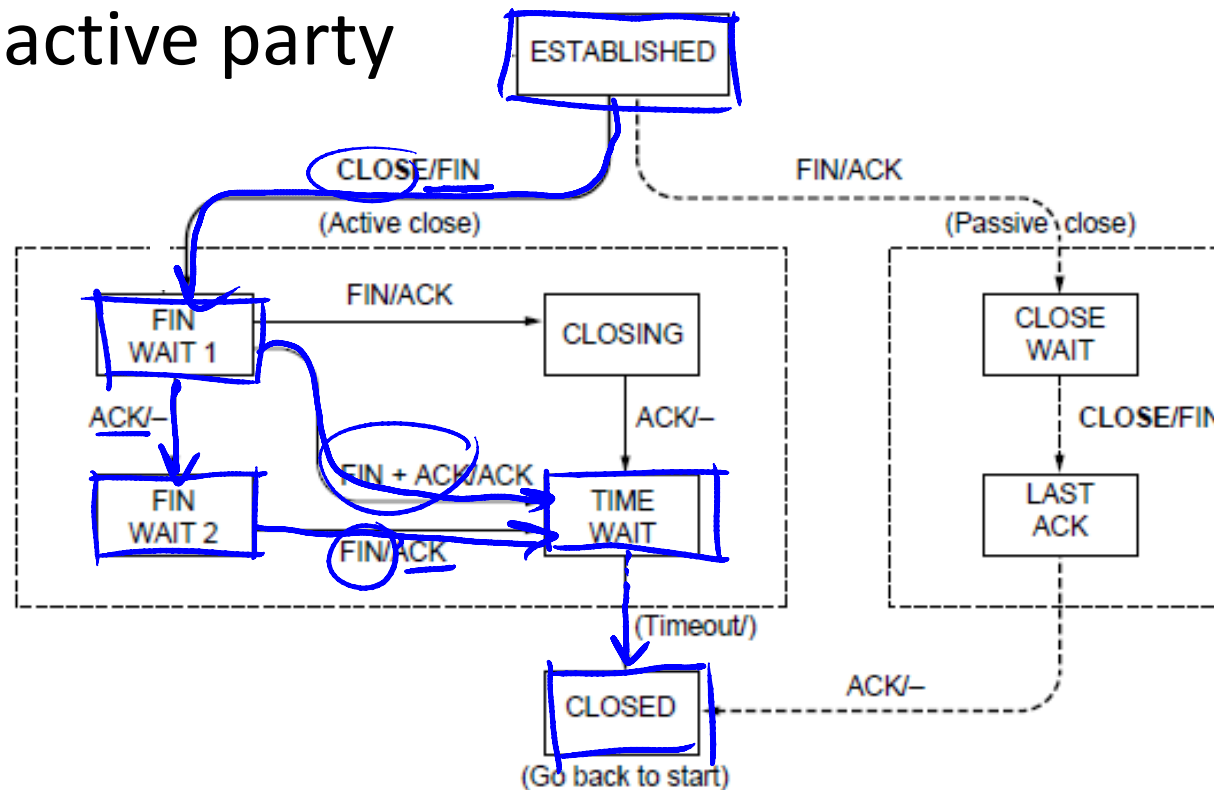 active party
ESTABLISHED
CLOSE/FIN
FIN/ACK
(Active close)
(Passive close)
FIN
WAIT 1
FIN/ACK
CLOSING
CLOSE
WAIT
ACK/–
ACK/–
CLOSE/FIN
FIN + ACK/ACK
FIN
WAIT 2
TIME
WAIT
LAST
ACK
FIN/ACK
(Timeout/)
CLOSED
ACK/–
(Go back to start)